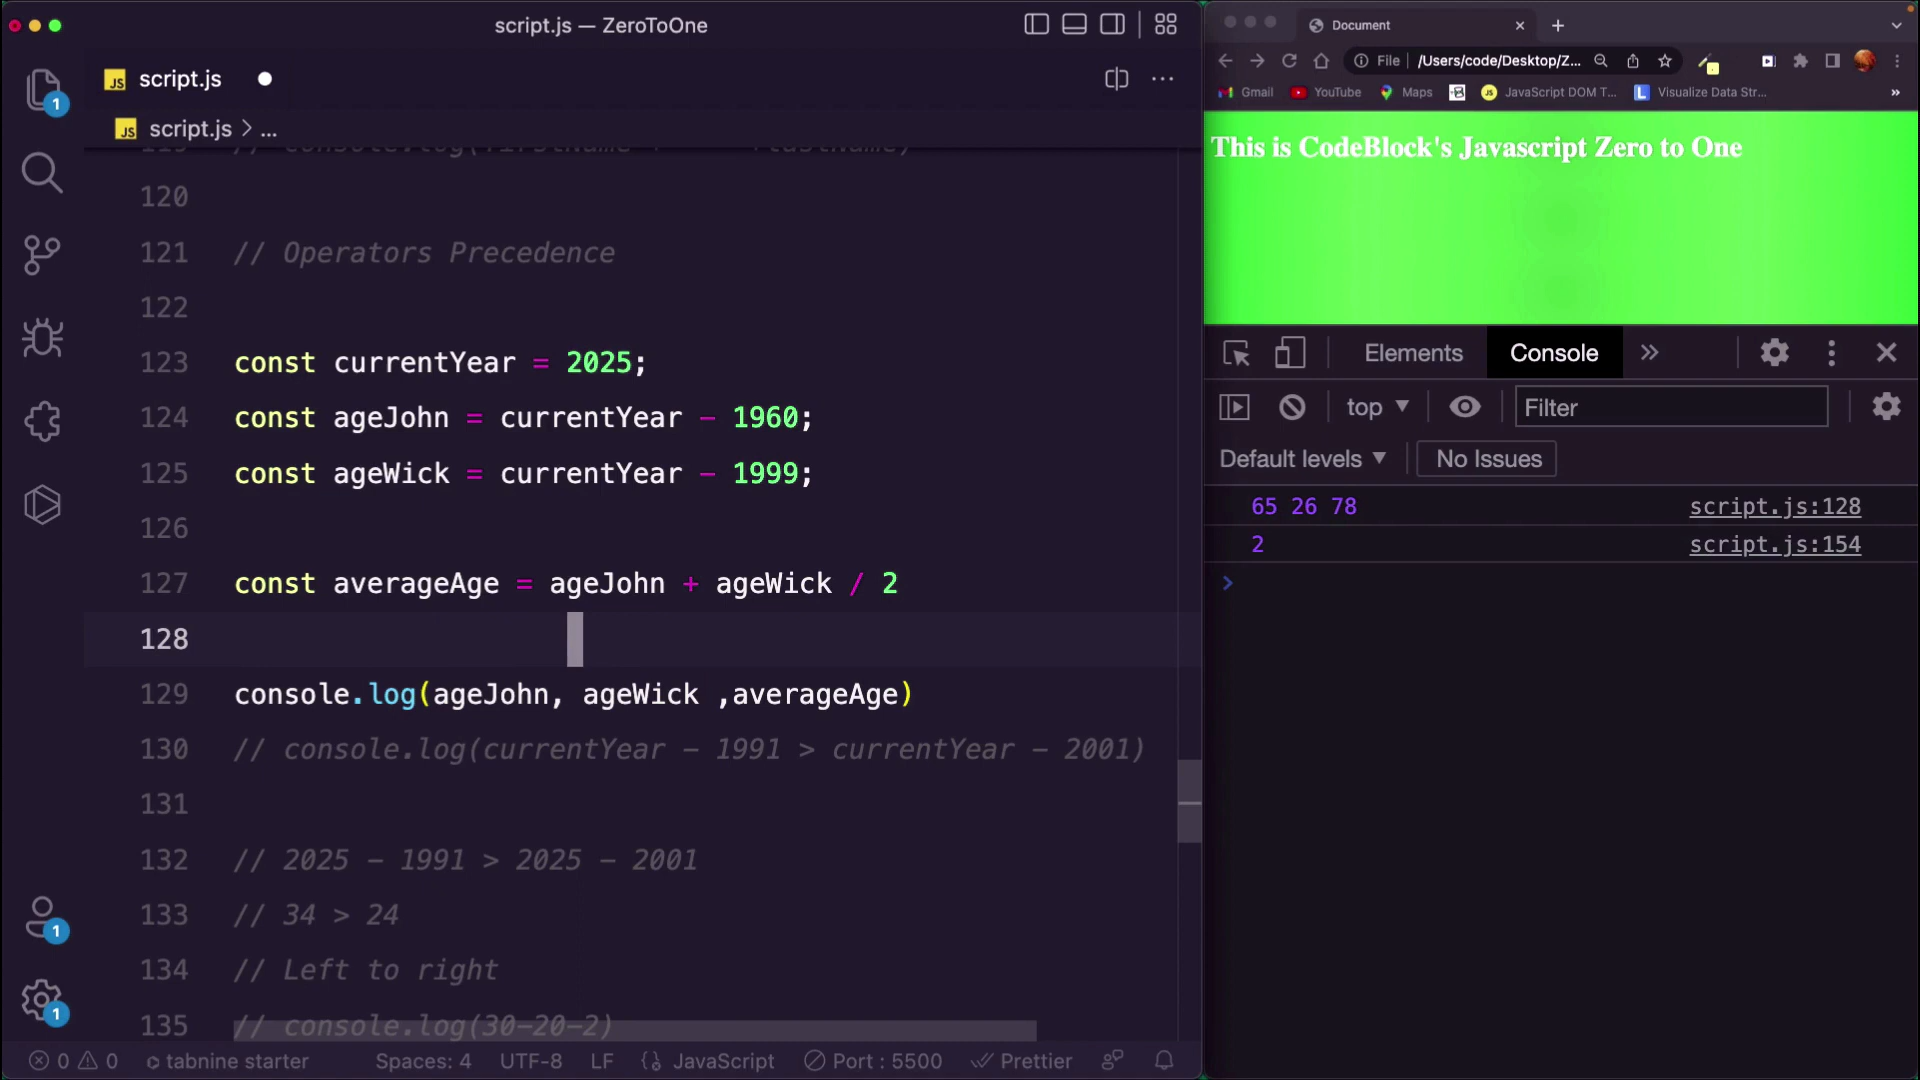 script.js — ZeroToOne
JS script.js
JS script.js > ...
1
120
121 // Operators Precedence
122
123 const currentYear = 2025;
124 const ageJohn = currentYear - 1960;
125 const ageWick = currentYear - 1999;
126
127 const averageAge = ageJohn + ageWick / 2
128
129 console.log(ageJohn, ageWick ,averageAge)
130 // console.log(currentYear - 1991 > currentYear - 2001)
131
132 // 2025 - 1991 > 2025 - 2001
133 // 34 > 24
134 // Left to right
135 // console.log(30-20-2)
1
1
0 0 tabnine starter Spaces: 4 UTF-8 LF {} JavaScript Port : 5500 Prettier
Document
File /Users/code/Desktop/Z...
Gmail YouTube Maps JS JavaScript DOM T... L Visualize Data Str... »
This is CodeBlock's Javascript Zero to One
Elements Console »
top Filter
Default levels No Issues
65 26 78 script.js:128
2 script.js:154
>